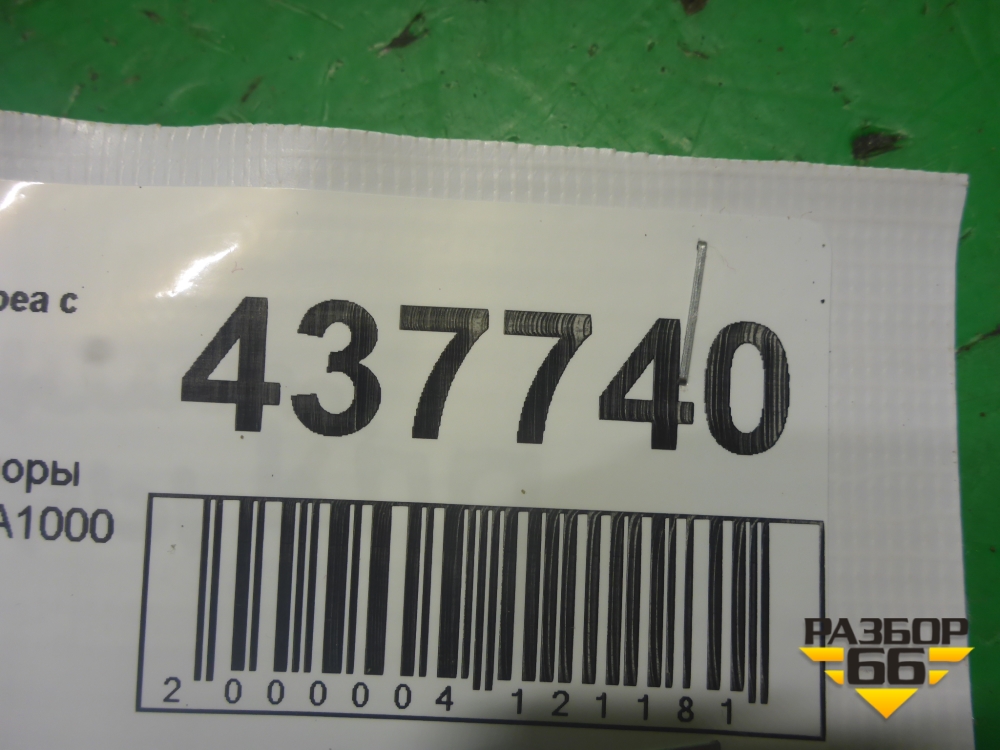 реа с
437740
оры
A1000
2 000004 121181
РАЗБОР
66